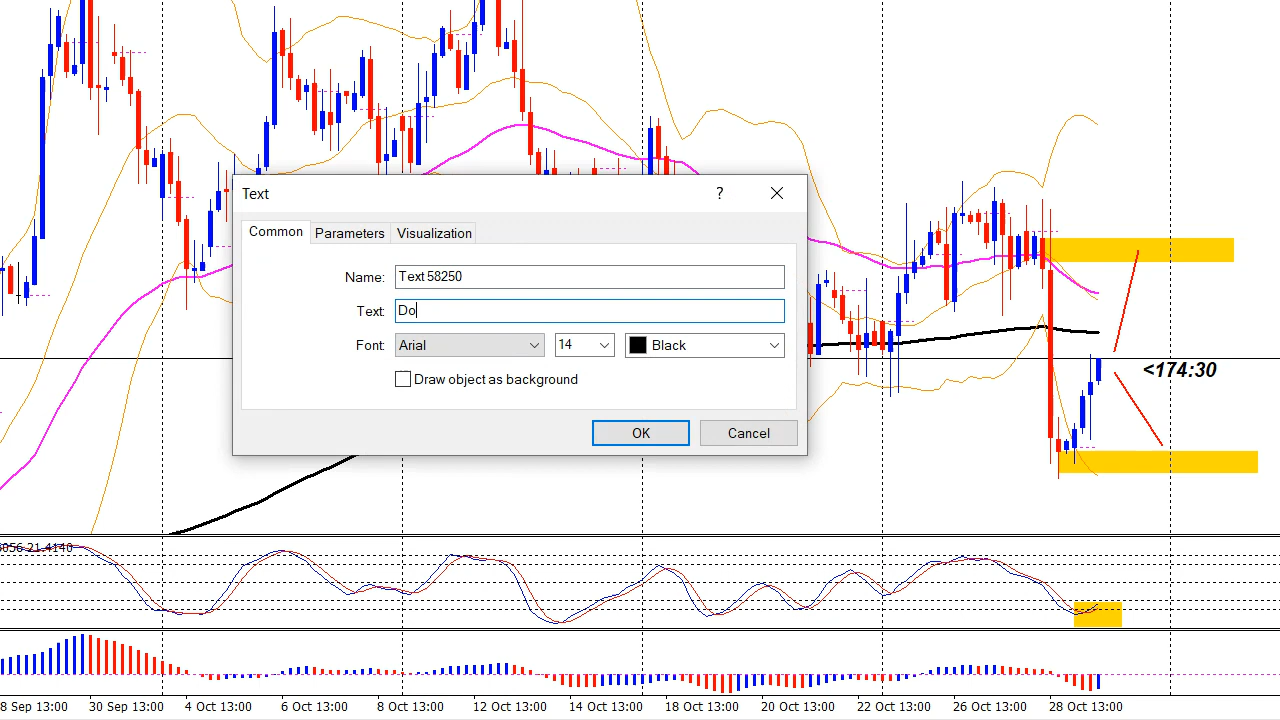 Text
?
Common
Parameters
Visualization
Name:
Text 58250
Text
Do
Font:
Arial
14
Black
Draw object as background
OK
Cancel
<174:30
056 21.4140
8 Sep 13:00
30 Sep 13:00
4 Oct 13:00
6 Oct 13:00
8 Oct 13:00
12 Oct 13:00
14 Oct 13:00
18 Oct 13:00
20 Oct 13:00
22 Oct 13:00
26 Oct 13:00
28 Oct 13:00